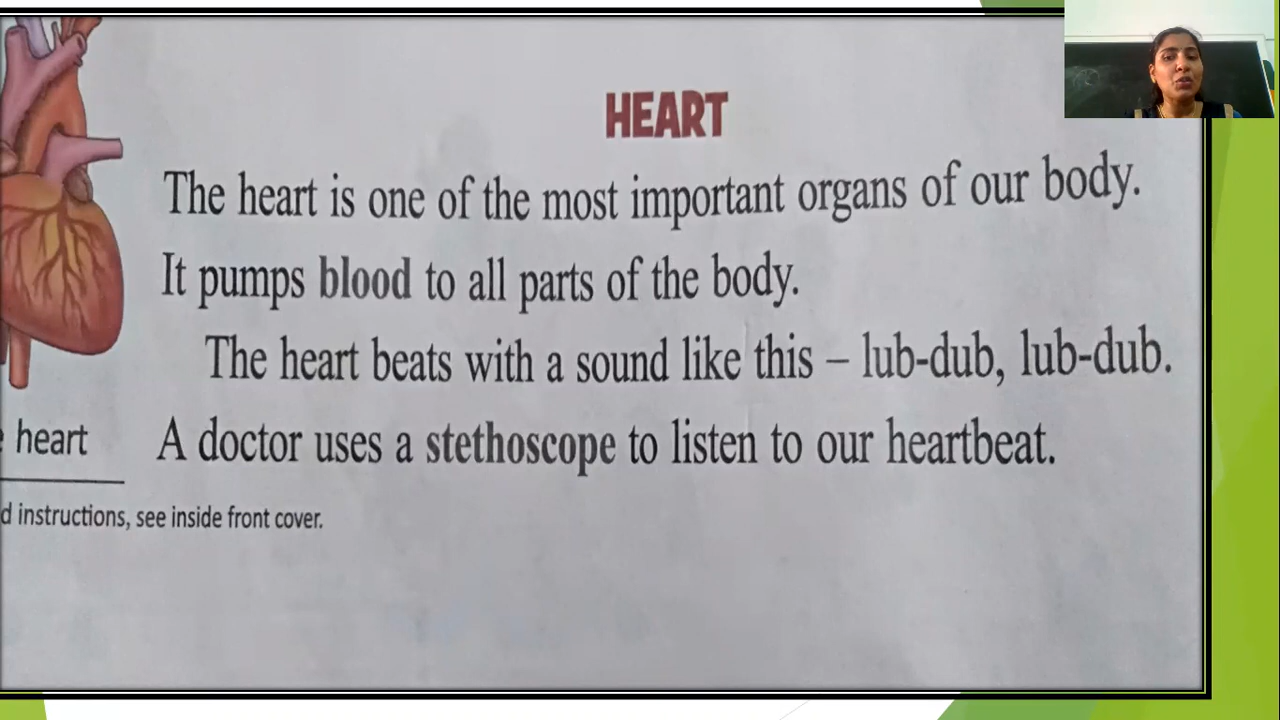 HEART
The heart is one of the most important organs of our body.
It pumps blood to all parts of the body.
The heart beats with a sound like this – lub-dub, lub-dub.
heart
A doctor uses a stethoscope to listen to our heartbeat.
instructions, see inside front cover.